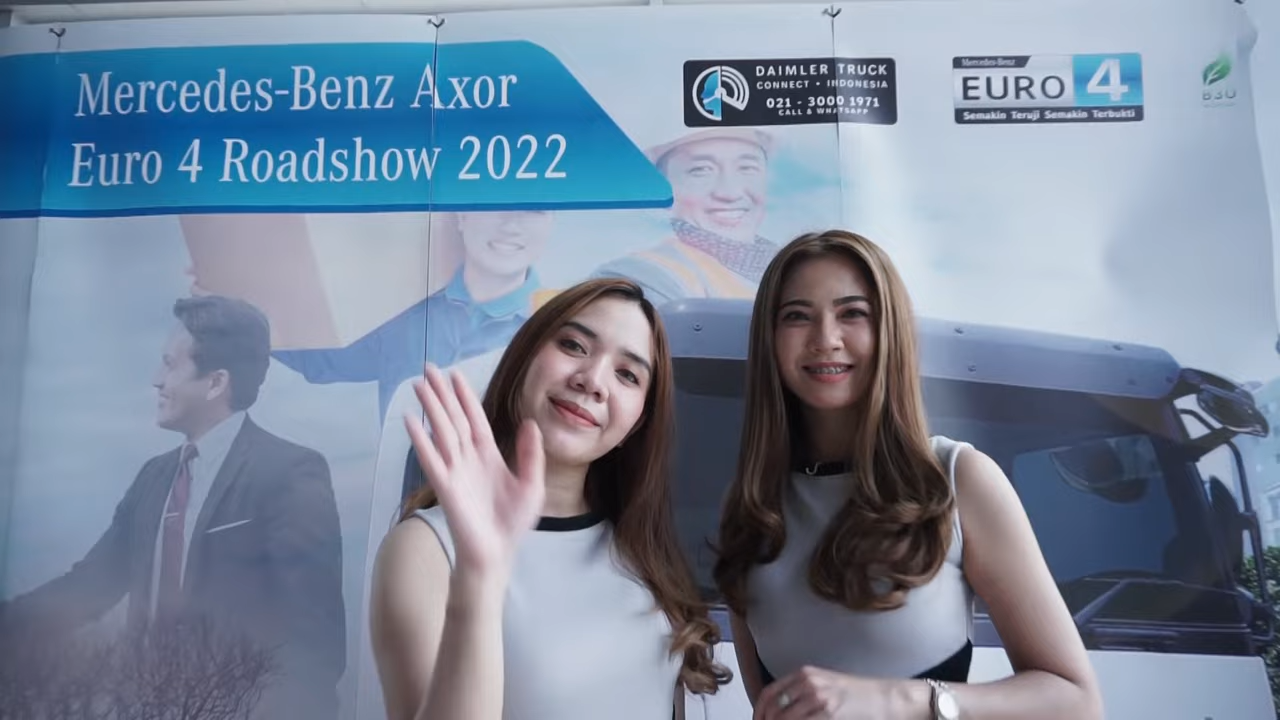 Mercedes-Benz Axor
Euro 4 Roadshow 2022
DAIMLER TRUCK
CONNECT • INDONESIA
021 - 3000 1971
CALL & WHATSAPP
Mercedes-Benz
EURO 4
Semakin Teruji Semakin Terbukti
B30